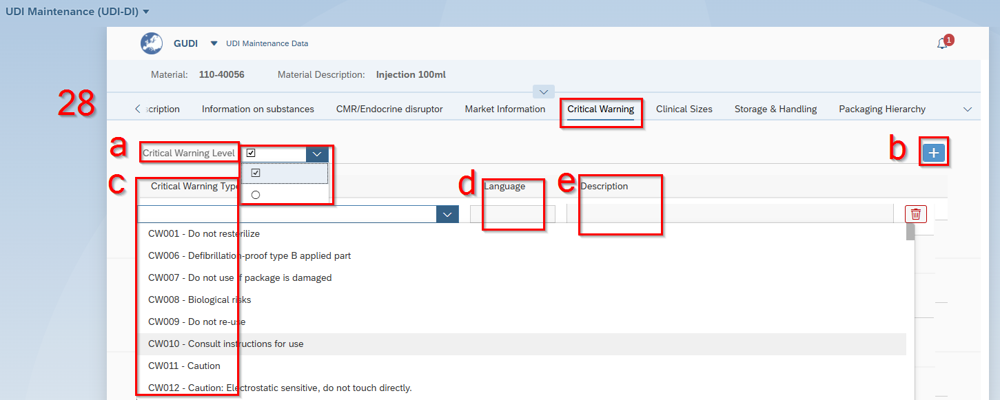 UDI Maintenance (UDI-DI)
GUDI UDI Maintenance Data 1
Material: 110-40056 Material Description: Injection 100ml
28
scription Information on substances CMR/Endocrine disruptor Market Information Critical Warning Clinical Sizes Storage & Handling Packaging Hierarchy
a Critical Warning Level b
c Critical Warning Type d Language e Description
CW001 - Do not resterilize
CW006 - Defibrillation-proof type B applied part
CW007 - Do not use if package is damaged
CW008 - Biological risks
CW009 - Do not re-use
CW010 - Consult instructions for use
CW011 - Caution
CW012 - Caution: Electrostatic sensitive, do not touch directly.